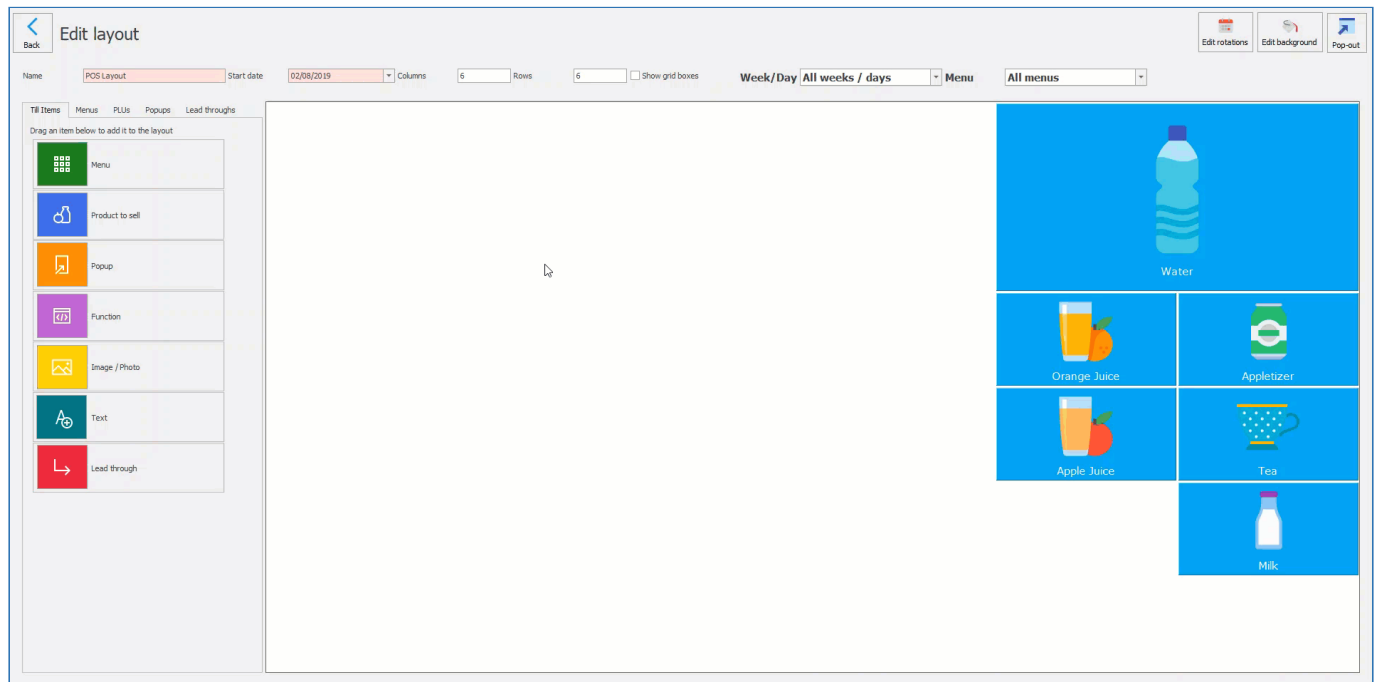 Back
Edit layout
Edit rotations
Edit background
Pop-out
Name POS Layout Start date 02/08/2019 Columns 6 Rows 6 Show grid boxes Week/Day All weeks / days Menu All menus
Till Items Menus PLUs Popups Lead throughs
Drag an item below to add it to the layout
Menu
Product to sell
Popup
Function
Image / Photo
Text
Lead through
Water
Orange Juice Appletizer
Apple Juice Tea
Milk